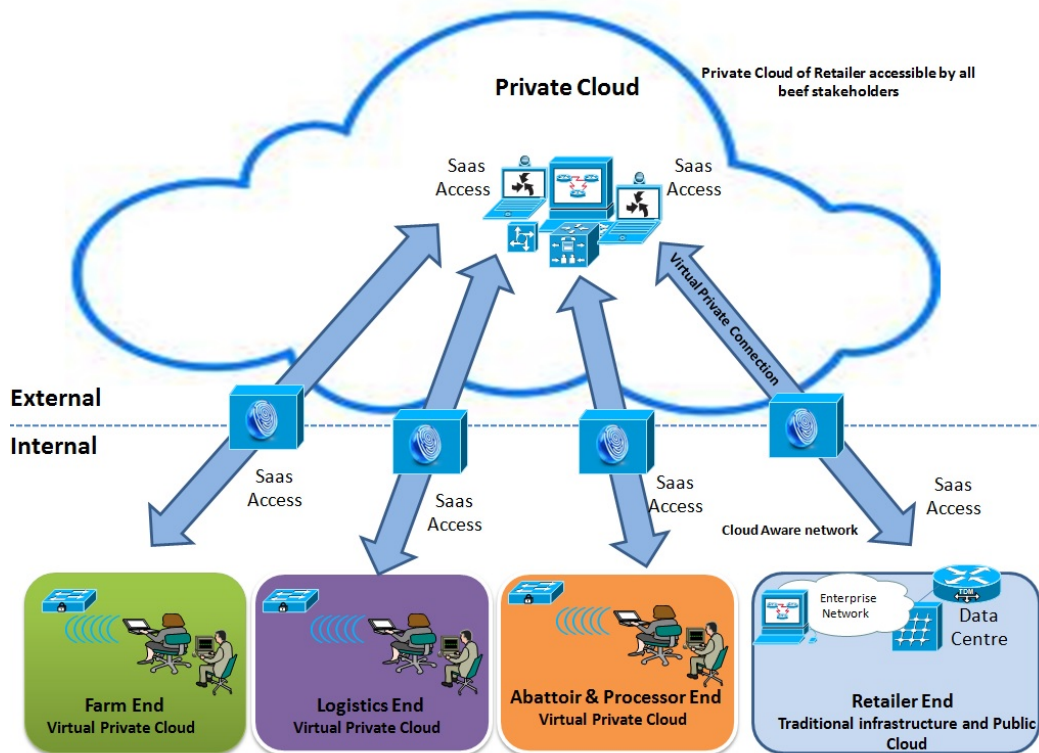 Private Cloud
Private Cloud of Retailer accessible by all
beef stakeholders
Saas
Access
Saas
Access
Virtual Private Connection
External
Internal
Saas
Access
Saas
Access
Saas
Access
Saas
Access
Cloud Aware network
Farm End
Virtual Private Cloud
Logistics End
Virtual Private Cloud
Abattoir & Processor End
Virtual Private Cloud
Enterprise
Network
TDM
Data
Centre
Retailer End
Traditional infrastructure and Public
Cloud